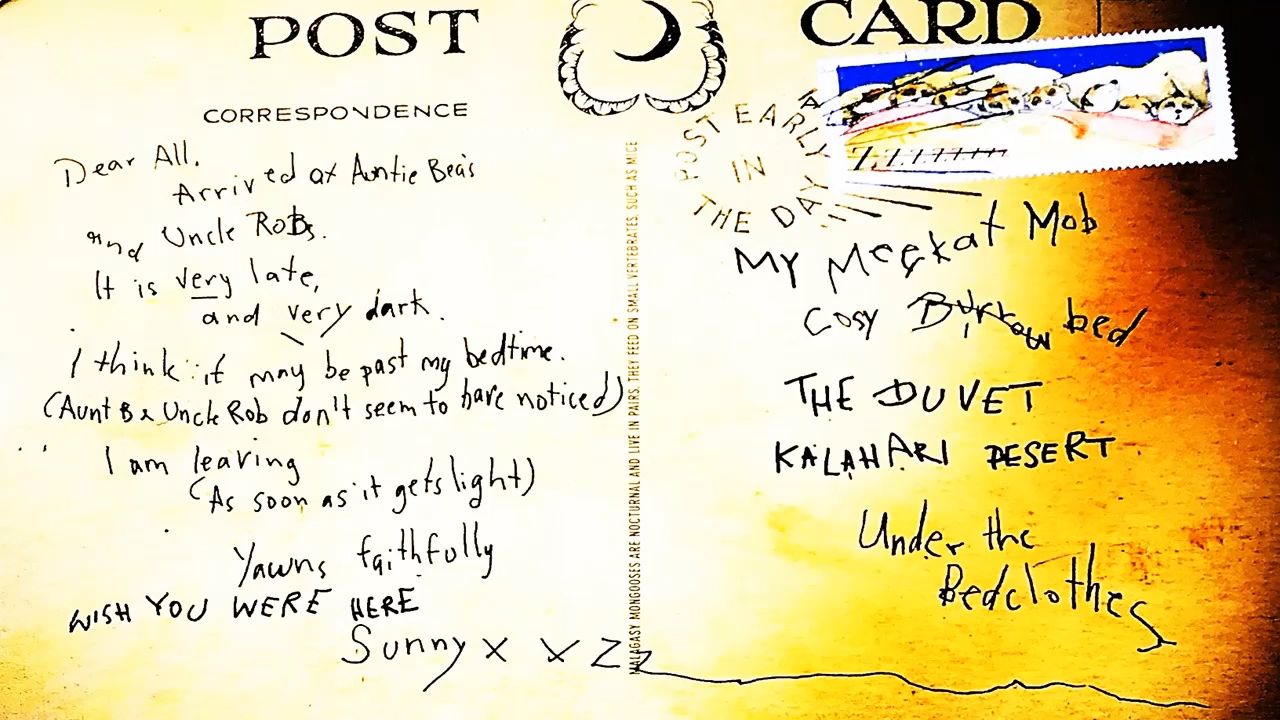 POST CARD
CORRESPONDENCE
Dear All.
Arrived at Auntie Bea's
and Uncle Rob's.
It is very late,
and very dark.
I think it may be past my bedtime.
(Aunt B & Uncle Rob don't seem to have noticed)
I am leaving
(As soon as it gets light)
Yawns faithfully
WISH YOU WERE HERE
Sunny x x zz
MALAGASY MONGOOSES ARE NOCTURNAL AND LIVE IN PAIRS. THEY FEED ON SMALL VERTEBRATES, SUCH AS MICE
POST EARLY
IN
THE DAY
My Meekat Mob
Cosy Burrow bed
THE DUVET
KALAHARI DESERT
Under the
Bedclothes